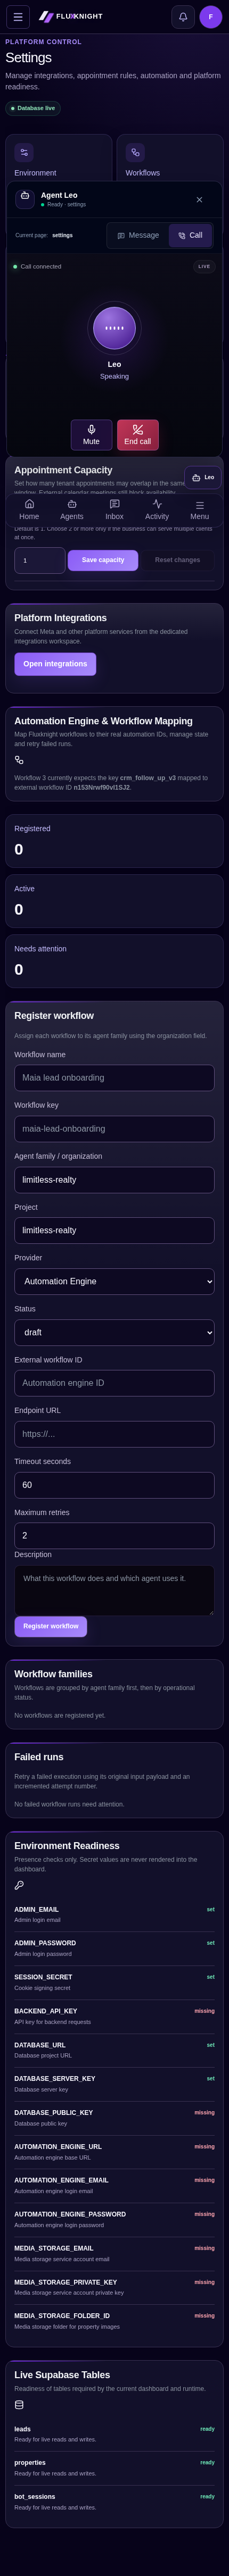 FLUXKNIGHT
F
PLATFORM CONTROL
Settings
Manage integrations, appointment rules, automation and platform
readiness.
Database live
Environment
Workflows
Agent Leo
Ready · settings
Current page: settings
Message
Call
Call connected
LIVE
Leo
Speaking
Mute
End call
Appointment Capacity
Set how many tenant appointments may overlap in the same
Leo
Home
Agents
Inbox
Activity
Menu
Default is 1. Choose 2 or more only if the business can serve multiple clients
at once.
1
Save capacity
Reset changes
Platform Integrations
Connect Meta and other platform services from the dedicated
integrations workspace.
Open integrations
Automation Engine & Workflow Mapping
Map Fluxknight workflows to their real automation IDs, manage state
and retry failed runs.
Workflow 3 currently expects the key crm_follow_up_v3 mapped to
external workflow ID n153Nrwf90vl1SJ2.
Registered
0
Active
0
Needs attention
0
Register workflow
Assign each workflow to its agent family using the organization field.
Workflow name
Maia lead onboarding
Workflow key
maia-lead-onboarding
Agent family / organization
limitless-realty
Project
limitless-realty
Provider
Automation Engine
Status
draft
External workflow ID
Automation engine ID
Endpoint URL
https://...
Timeout seconds
60
Maximum retries
2
Description
What this workflow does and which agent uses it.
Register workflow
Workflow families
Workflows are grouped by agent family first, then by operational
status.
No workflows are registered yet.
Failed runs
Retry a failed execution using its original input payload and an
incremented attempt number.
No failed workflow runs need attention.
Environment Readiness
Presence checks only. Secret values are never rendered into the
dashboard.
ADMIN_EMAIL set
Admin login email
ADMIN_PASSWORD set
Admin login password
SESSION_SECRET set
Cookie signing secret
BACKEND_API_KEY missing
API key for backend requests
DATABASE_URL set
Database project URL
DATABASE_SERVER_KEY set
Database server key
DATABASE_PUBLIC_KEY missing
Database public key
AUTOMATION_ENGINE_URL missing
Automation engine base URL
AUTOMATION_ENGINE_EMAIL missing
Automation engine login email
AUTOMATION_ENGINE_PASSWORD missing
Automation engine login password
MEDIA_STORAGE_EMAIL missing
Media storage service account email
MEDIA_STORAGE_PRIVATE_KEY missing
Media storage service account private key
MEDIA_STORAGE_FOLDER_ID missing
Media storage folder for property images
Live Supabase Tables
Readiness of tables required by the current dashboard and runtime.
leads ready
Ready for live reads and writes.
properties ready
Ready for live reads and writes.
bot_sessions ready
Ready for live reads and writes.